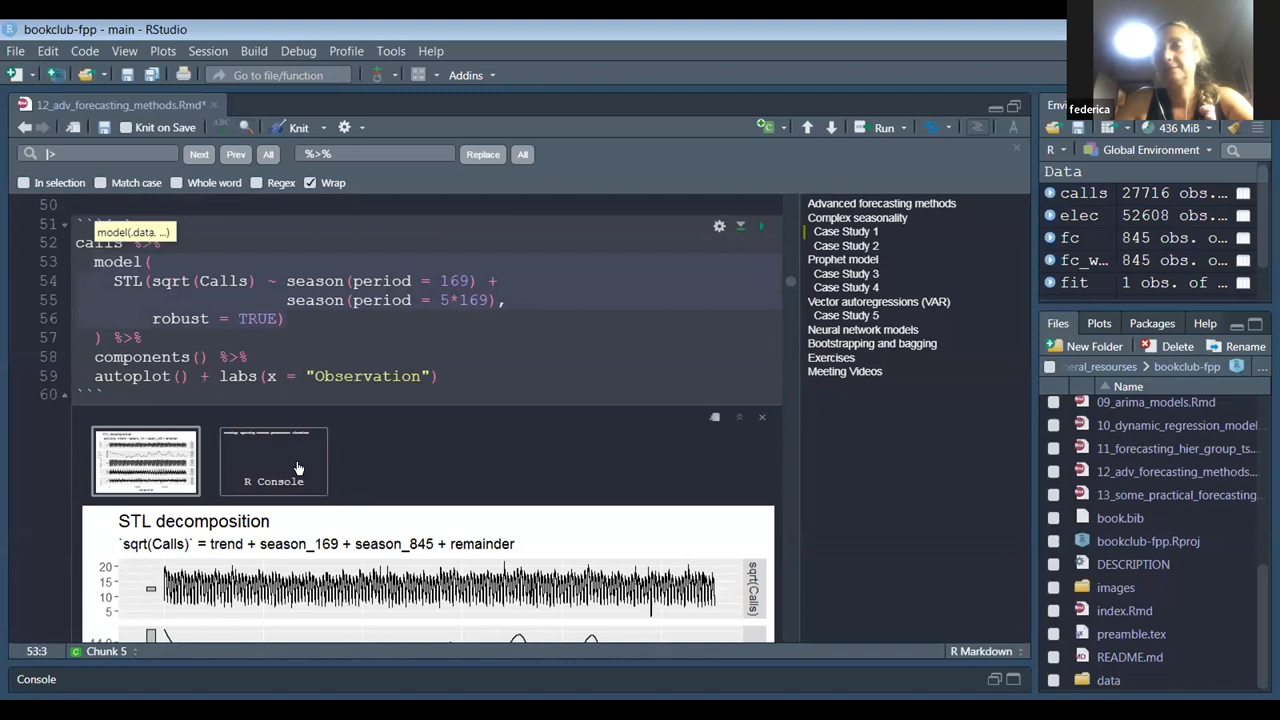 bookclub-fpp - main - RStudio
File Edit Code View Plots Session Build Debug Profile Tools Help
Go to file/function Addins
federica
12_adv_forecasting_methods.Rmd*
Knit on Save Knit Run
|> Next Prev All %>% Replace All
In selection Match case Whole word Regex Wrap
50
51 ```
model(.data, ...)
52 calls %>%
53 model(
54 STL(sqrt(Calls) ~ season(period = 169) +
55 season(period = 5*169),
56 robust = TRUE)
57 ) %>%
58 components() %>%
59 autoplot() + labs(x = "Observation")
60 ```
R Console
STL decomposition
`sqrt(Calls)` = trend + season_169 + season_845 + remainder
20
15
10
5
sqrt(Calls)
53:3 Chunk 5 R Markdown
Console
Advanced forecasting methods
Complex seasonality
Case Study 1
Case Study 2
Prophet model
Case Study 3
Case Study 4
Vector autoregressions (VAR)
Case Study 5
Neural network models
Bootstrapping and bagging
Exercises
Meeting Videos
436 MiB
R Global Environment
Data
calls 27716 obs....
elec 52608 obs....
fc 845 obs. o...
fc_w... 845 obs. o...
fit 1 obs. of ...
Files Plots Packages Help
New Folder Delete Rename
neral_resourses bookclub-fpp ...
Name
09_arima_models.Rmd
10_dynamic_regression_model
11_forecasting_hier_group_ts.
12_adv_forecasting_methods...
13_some_practical_forecasting
book.bib
bookclub-fpp.Rproj
DESCRIPTION
images
index.Rmd
preamble.tex
README.md
data